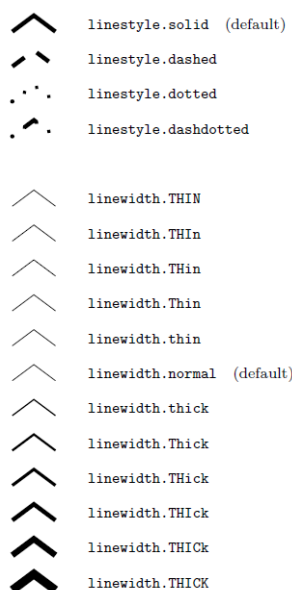 linestyle.solid (default)
linestyle.dashed
linestyle.dotted
linestyle.dashdotted
linewidth.THIN
linewidth.THIn
linewidth.THin
linewidth.Thin
linewidth.thin
linewidth.normal (default)
linewidth.thick
linewidth.Thick
linewidth.THick
linewidth.THIck
linewidth.THICk
linewidth.THICK